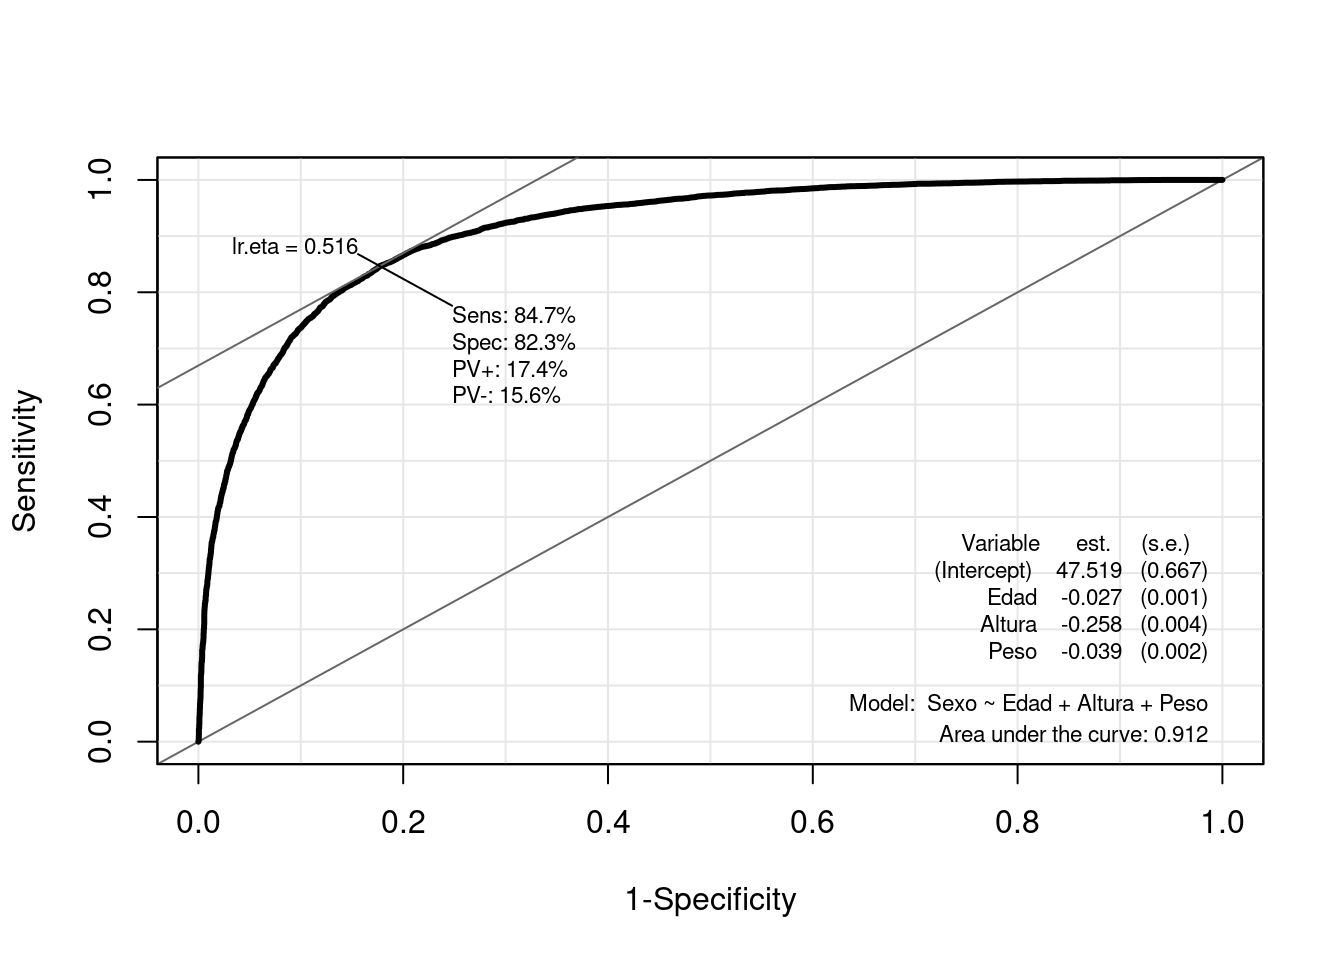 1.0
0.8
0.6
0.4
0.2
0.0
Sensitivity
lr.eta = 0.516
Sens: 84.7%
Spec: 82.3%
PV+: 17.4%
PV-: 15.6%
Variable est. (s.e.)
(Intercept) 47.519 (0.667)
Edad -0.027 (0.001)
Altura -0.258 (0.004)
Peso -0.039 (0.002)
Model: Sexo ~ Edad + Altura + Peso
Area under the curve: 0.912
0.0 0.2 0.4 0.6 0.8 1.0
1-Specificity